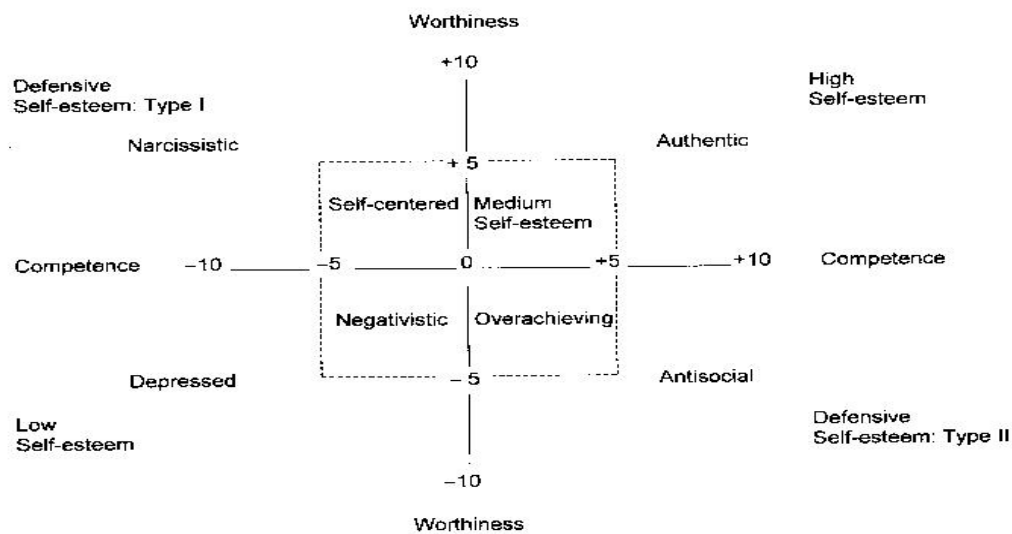 Worthiness
+10
Defensive
Self-esteem: Type I
High
Self-esteem
Narcissistic
Authentic
+ 5
Self-centered
Medium
Self-esteem
Competence
−10
−5
0
+5
+10
Competence
Negativistic
Overachieving
Depressed
− 5
Antisocial
Low
Self-esteem
Defensive
Self-esteem: Type II
−10
Worthiness